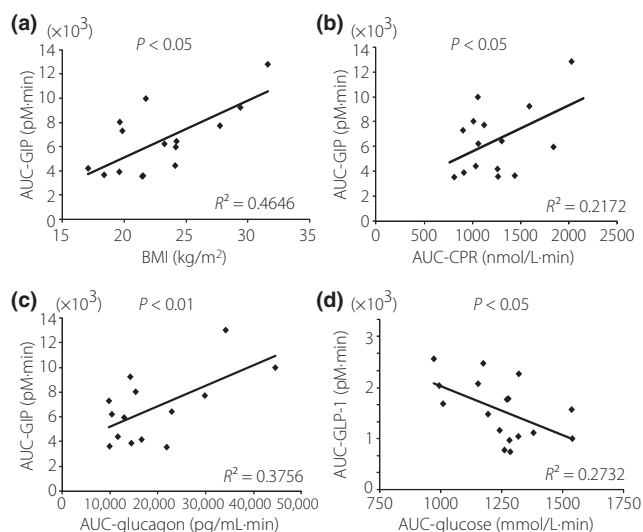 (a)
(×10³)
P < 0.05
14
12
10
8
6
4
2
0
AUC-GIP (pM·min)
R² = 0.4646
15 20 25 30 35
BMI (kg/m²)
(b)
(×10³)
P < 0.05
14
12
10
8
6
4
2
0
AUC-GIP (pM·min)
R² = 0.2172
0 500 1000 1500 2000 2500
AUC-CPR (nmol/L·min)
(c)
(×10³)
P < 0.01
14
12
10
8
6
4
2
0
AUC-GIP (pM·min)
R² = 0.3756
10,000 20,000 30,000 40,000 50,000
AUC-glucagon (pg/mL·min)
(d)
(×10³)
P < 0.05
3
2
1
0
AUC-GLP-1 (pM·min)
R² = 0.2732
750 1000 1250 1500 1750
AUC-glucose (mmol/L·min)